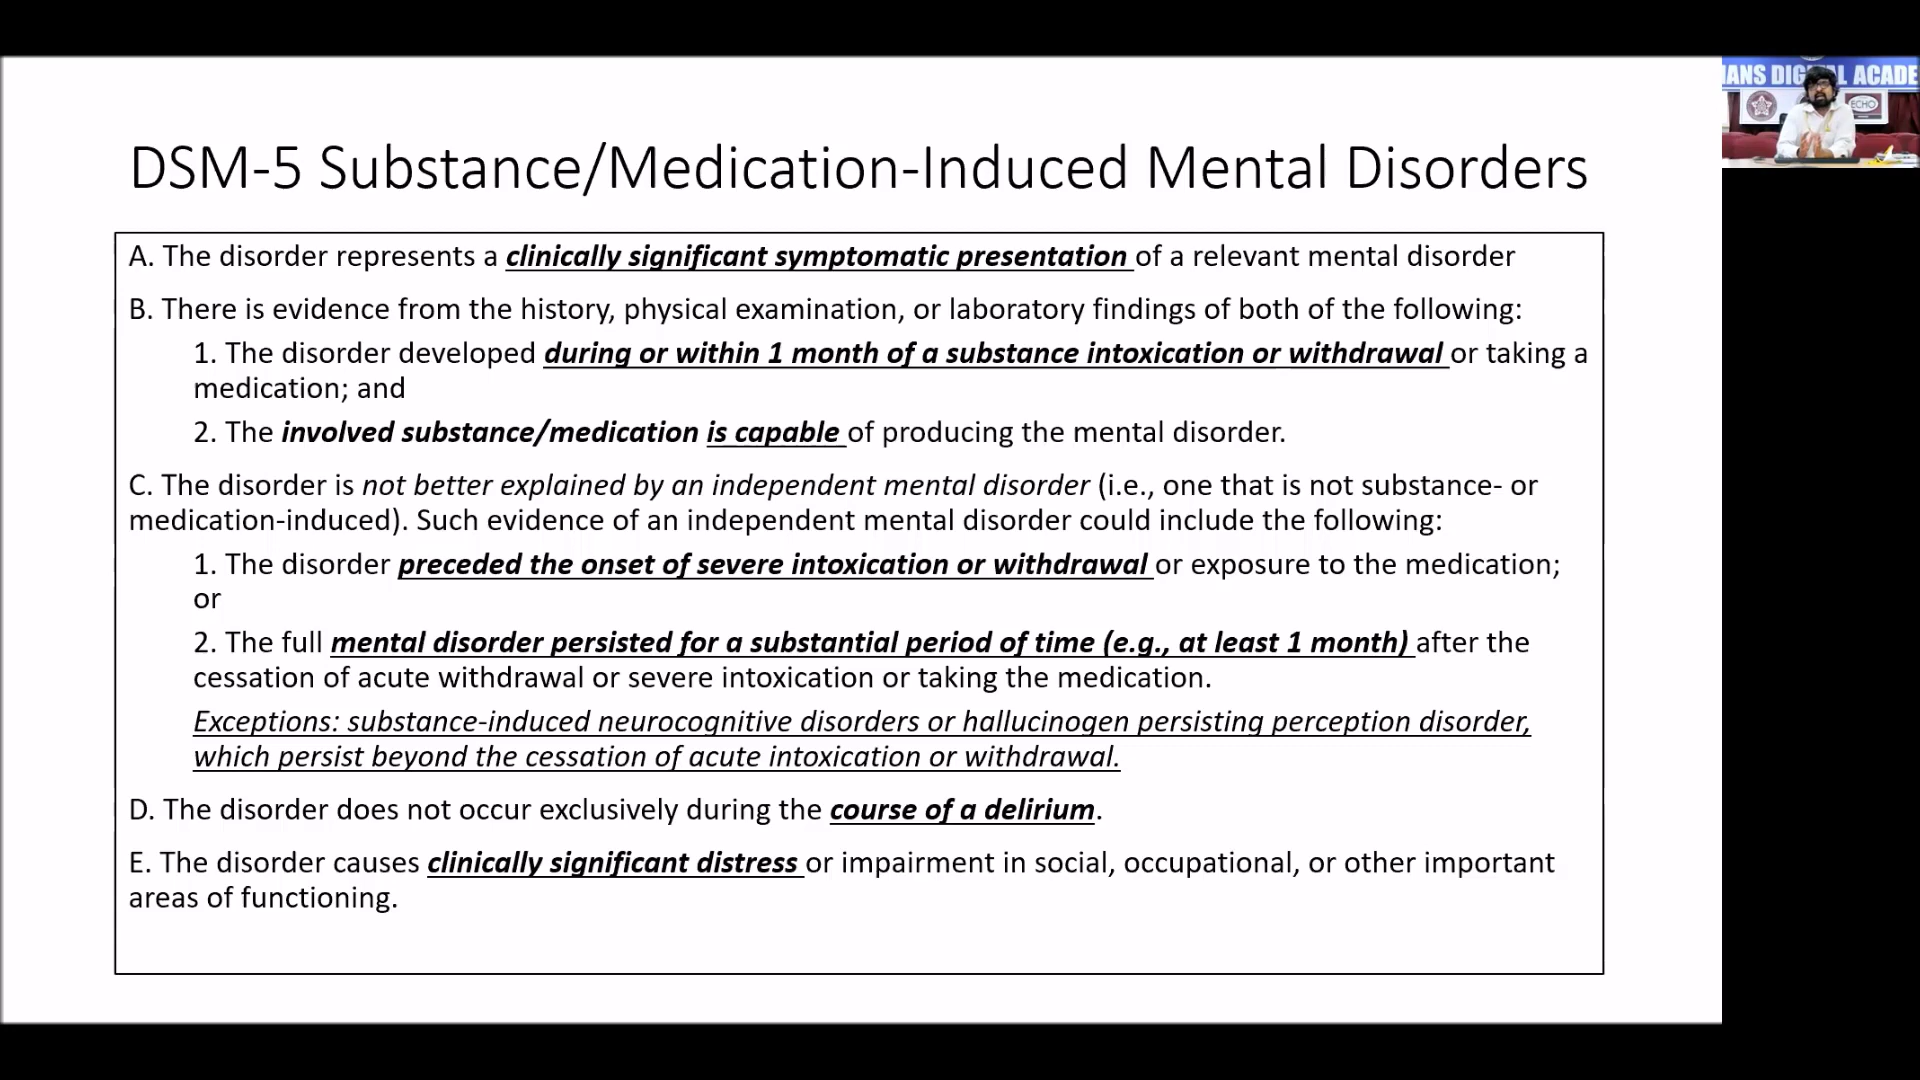 DSM-5 Substance/Medication-Induced Mental Disorders
A. The disorder represents a clinically significant symptomatic presentation of a relevant mental disorder
B. There is evidence from the history, physical examination, or laboratory findings of both of the following:
1. The disorder developed during or within 1 month of a substance intoxication or withdrawal or taking a
medication; and
2. The involved substance/medication is capable of producing the mental disorder.
C. The disorder is not better explained by an independent mental disorder (i.e., one that is not substance- or
medication-induced). Such evidence of an independent mental disorder could include the following:
1. The disorder preceded the onset of severe intoxication or withdrawal or exposure to the medication;
or
2. The full mental disorder persisted for a substantial period of time (e.g., at least 1 month) after the
cessation of acute withdrawal or severe intoxication or taking the medication.
Exceptions: substance-induced neurocognitive disorders or hallucinogen persisting perception disorder,
which persist beyond the cessation of acute intoxication or withdrawal.
D. The disorder does not occur exclusively during the course of a delirium.
E. The disorder causes clinically significant distress or impairment in social, occupational, or other important
areas of functioning.
IANS DIG L ACADE
ECHO